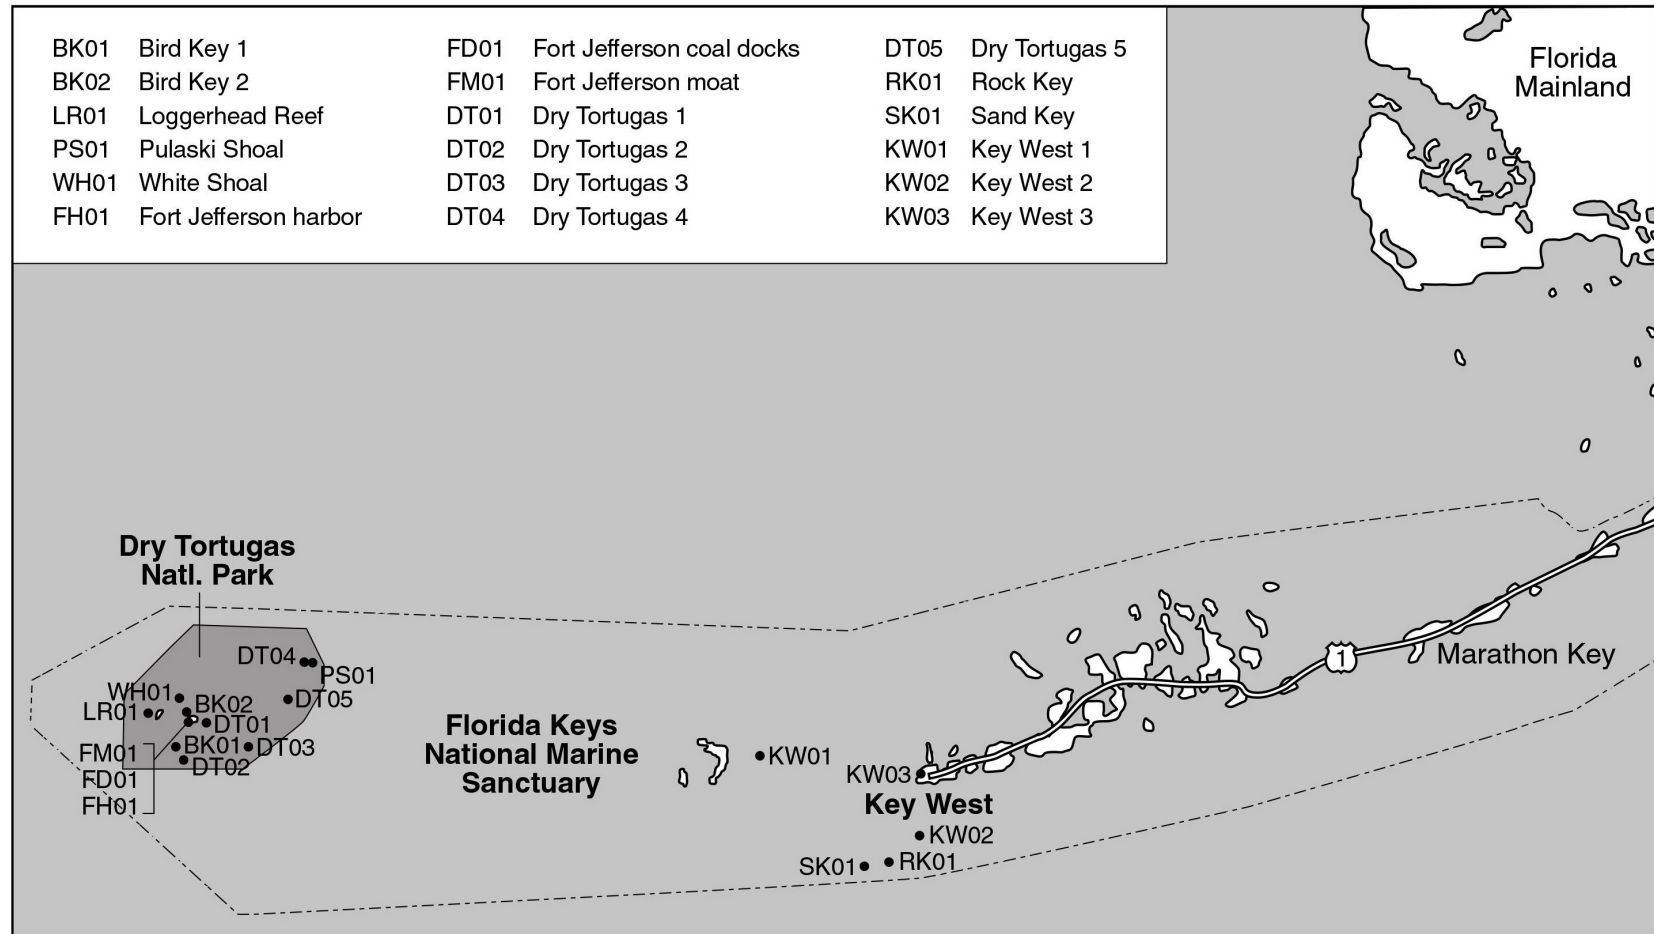 BK01 Bird Key 1
BK02 Bird Key 2
LR01 Loggerhead Reef
PS01 Pulaski Shoal
WH01 White Shoal
FH01 Fort Jefferson harbor
FD01 Fort Jefferson coal docks
FM01 Fort Jefferson moat
DT01 Dry Tortugas 1
DT02 Dry Tortugas 2
DT03 Dry Tortugas 3
DT04 Dry Tortugas 4
DT05 Dry Tortugas 5
RK01 Rock Key
SK01 Sand Key
KW01 Key West 1
KW02 Key West 2
KW03 Key West 3
Florida
Mainland
Dry Tortugas
Natl. Park
DT04
PS01
WH01
BK02
DT05
LR01
DT01
BK01
DT03
FM01
DT02
FD01
FH01
Florida Keys
National Marine
Sanctuary
KW01
KW03
Key West
KW02
SK01
RK01
1
Marathon Key